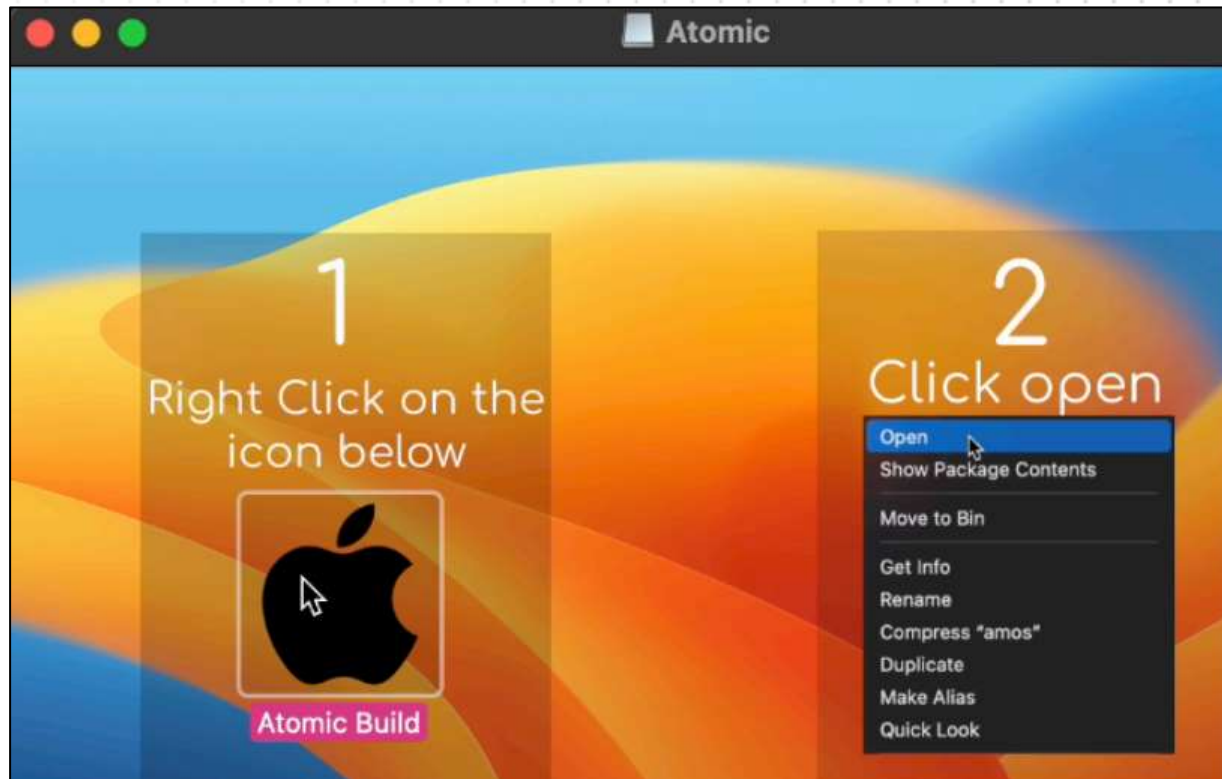 Atomic
1
Right Click on the
icon below
Atomic Build
2
Click open
Open
Show Package Contents
Move to Bin
Get Info
Rename
Compress “amos”
Duplicate
Make Alias
Quick Look